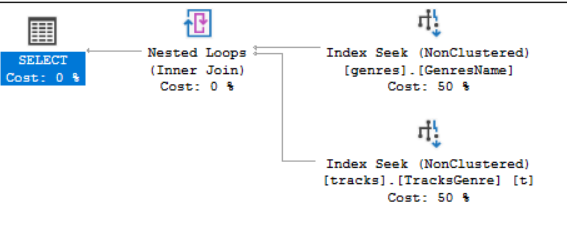 SELECT
Cost: 0 %
Nested Loops
(Inner Join)
Cost: 0 %
Index Seek (NonClustered)
[genres].[GenresName]
Cost: 50 %
Index Seek (NonClustered)
[tracks].[TracksGenre] [t]
Cost: 50 %